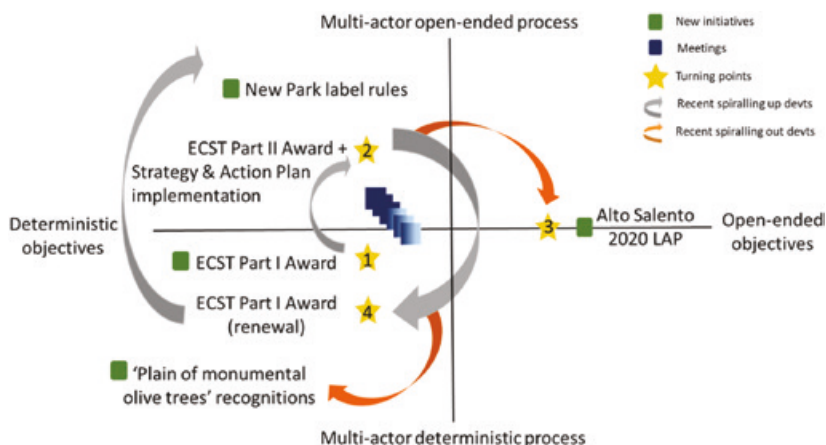 Multi-actor open-ended process
New initiatives
Meetings
Turning points
Recent spiralling up devts
Recent spiralling out devts
New Park label rules
ECST Part II Award +
Strategy & Action Plan
implementation
2
Deterministic
objectives
3
Alto Salento
2020 LAP
Open-ended
objectives
ECST Part I Award
1
ECST Part I Award
(renewal)
4
'Plain of monumental
olive trees' recognitions
Multi-actor deterministic process